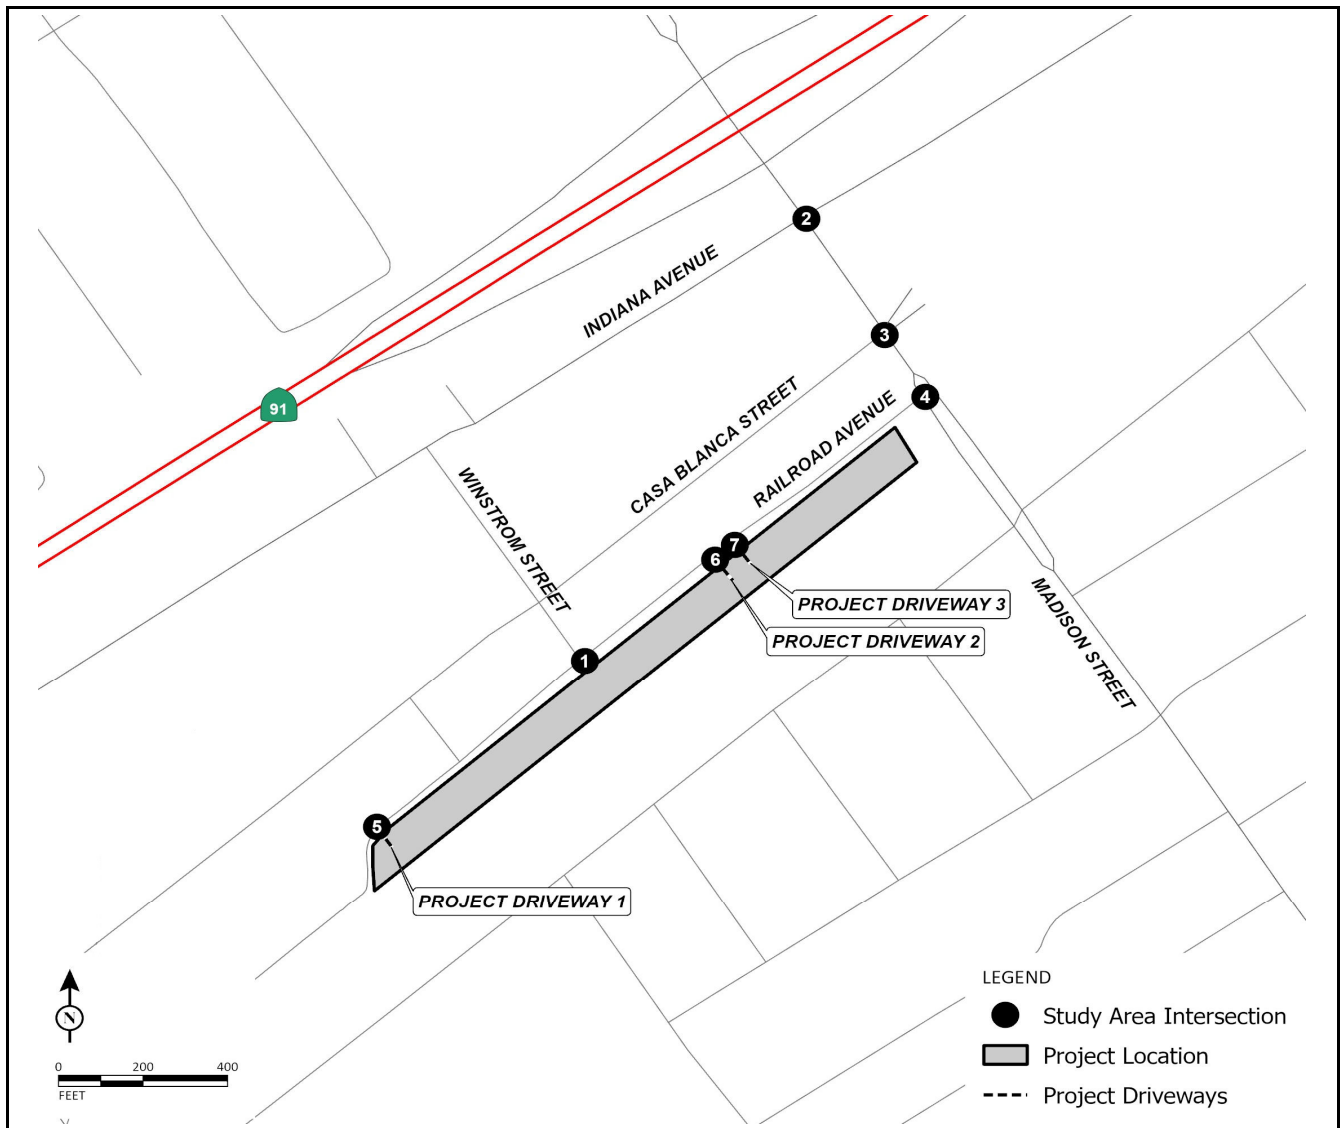 2
INDIANA AVENUE
3
91
CASA BLANCA STREET
4
RAILROAD AVENUE
WINSTROM STREET
7
6
PROJECT DRIVEWAY 3
PROJECT DRIVEWAY 2
MADISON STREET
1
5
PROJECT DRIVEWAY 1
N
0 200 400
FEET
LEGEND
Study Area Intersection
Project Location
Project Driveways